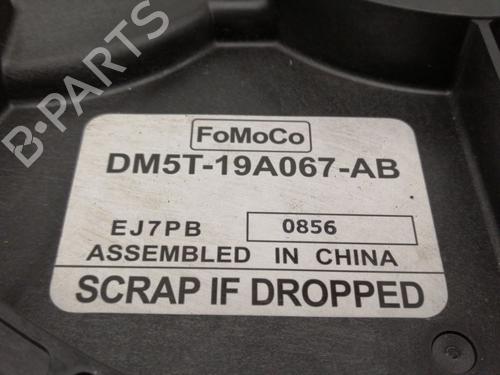 B-PARTS
FoMoCo
DM5T-19A067-AB
EJ7PB 0856
ASSEMBLED IN CHINA
SCRAP IF DROPPED